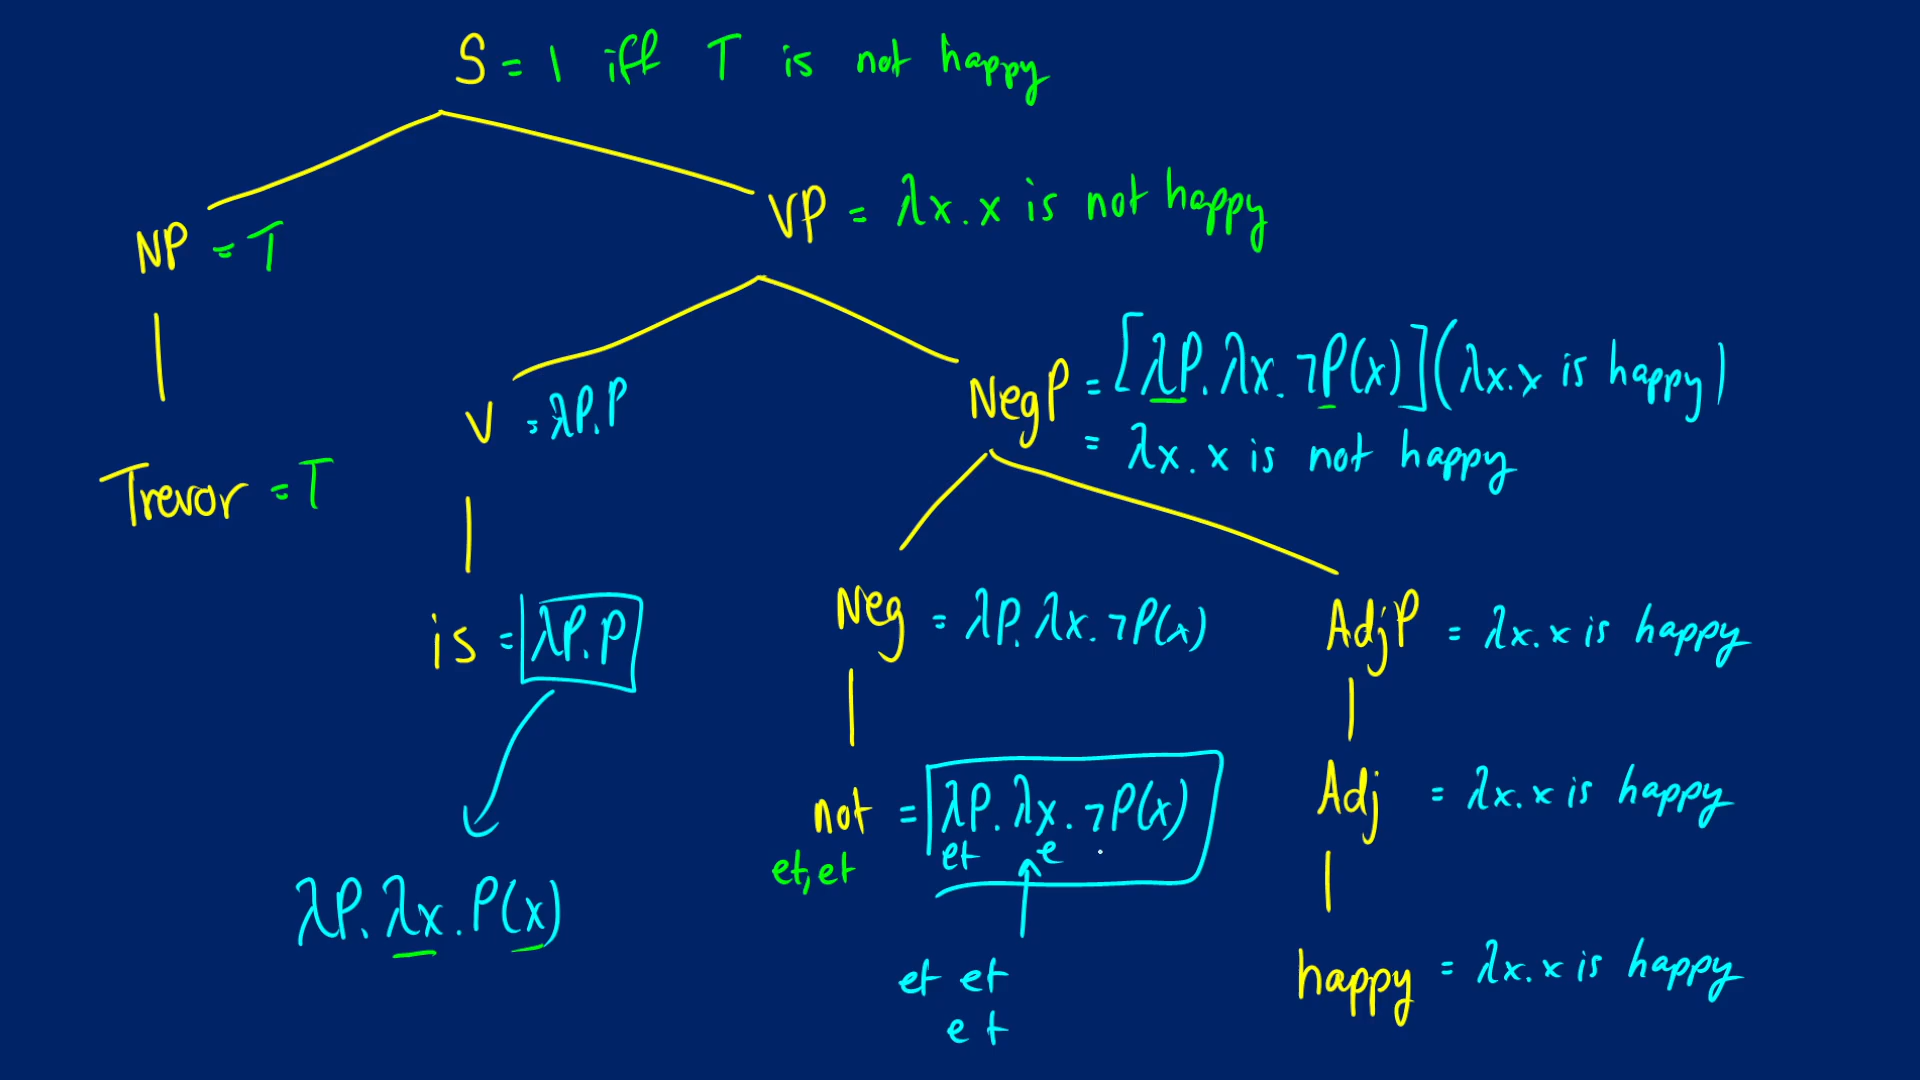 S = 1 iff T is not happy
NP = T
VP = λx. x is not happy
V = λP. P
NegP = [λP. λx. ¬P(x)](λx. x is happy)
= λx. x is not happy
Trevor = T
is = λP. P
Neg = λP. λx. ¬P(x)
AdjP = λx. x is happy
not = λP. λx. ¬P(x)
et e
et, et
Adj = λx. x is happy
λP. λx. P(x)
et et
e t
happy = λx. x is happy